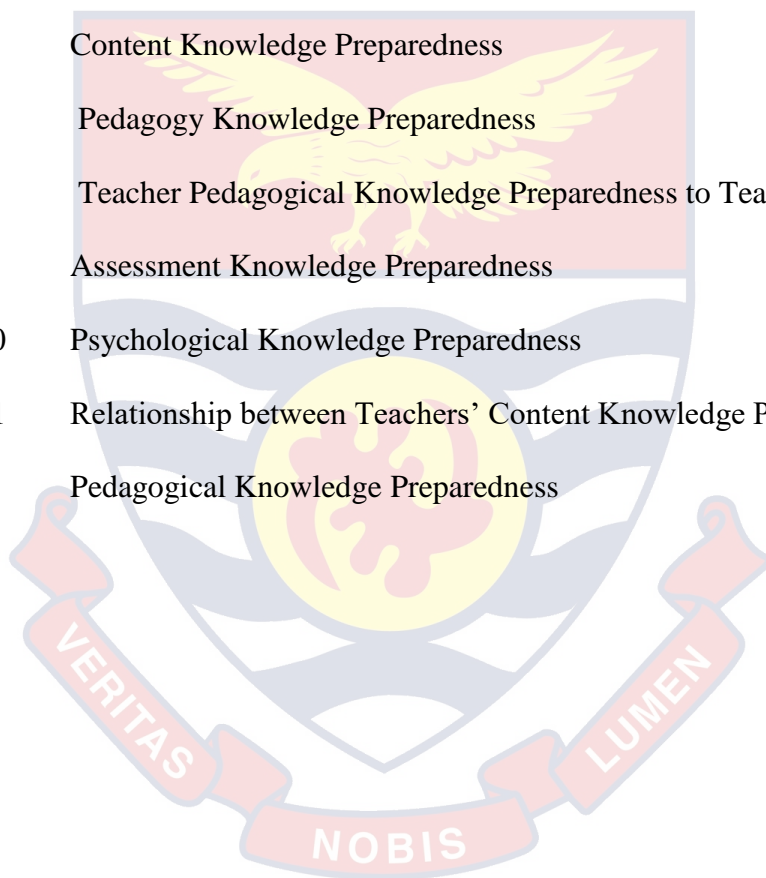 Content Knowledge Preparedness
Pedagogy Knowledge Preparedness
Teacher Pedagogical Knowledge Preparedness to Tea
Assessment Knowledge Preparedness
0 Psychological Knowledge Preparedness
Relationship between Teachers’ Content Knowledge P
Pedagogical Knowledge Preparedness
VERITAS
NOBIS
LUMEN